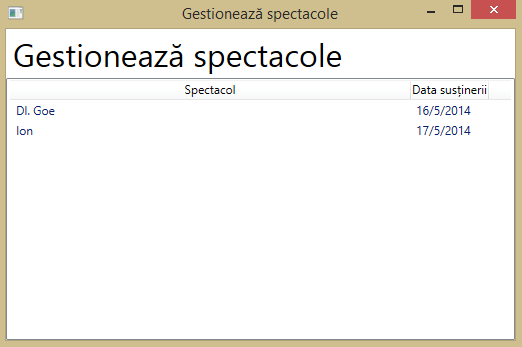 Gestionează spectacole
Gestionează spectacole
Spectacol Data susținerii
Dl. Goe 16/5/2014
Ion 17/5/2014